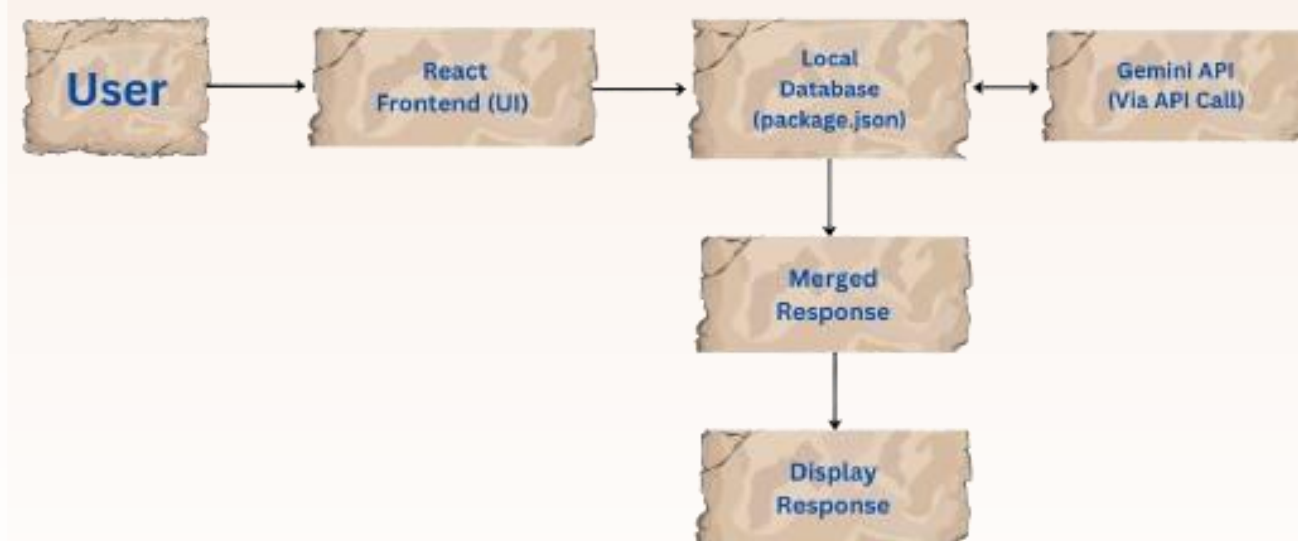 User
React
Frontend (UI)
Local
Database
(package.json)
Gemini API
(Via API Call)
Merged
Response
Display
Response